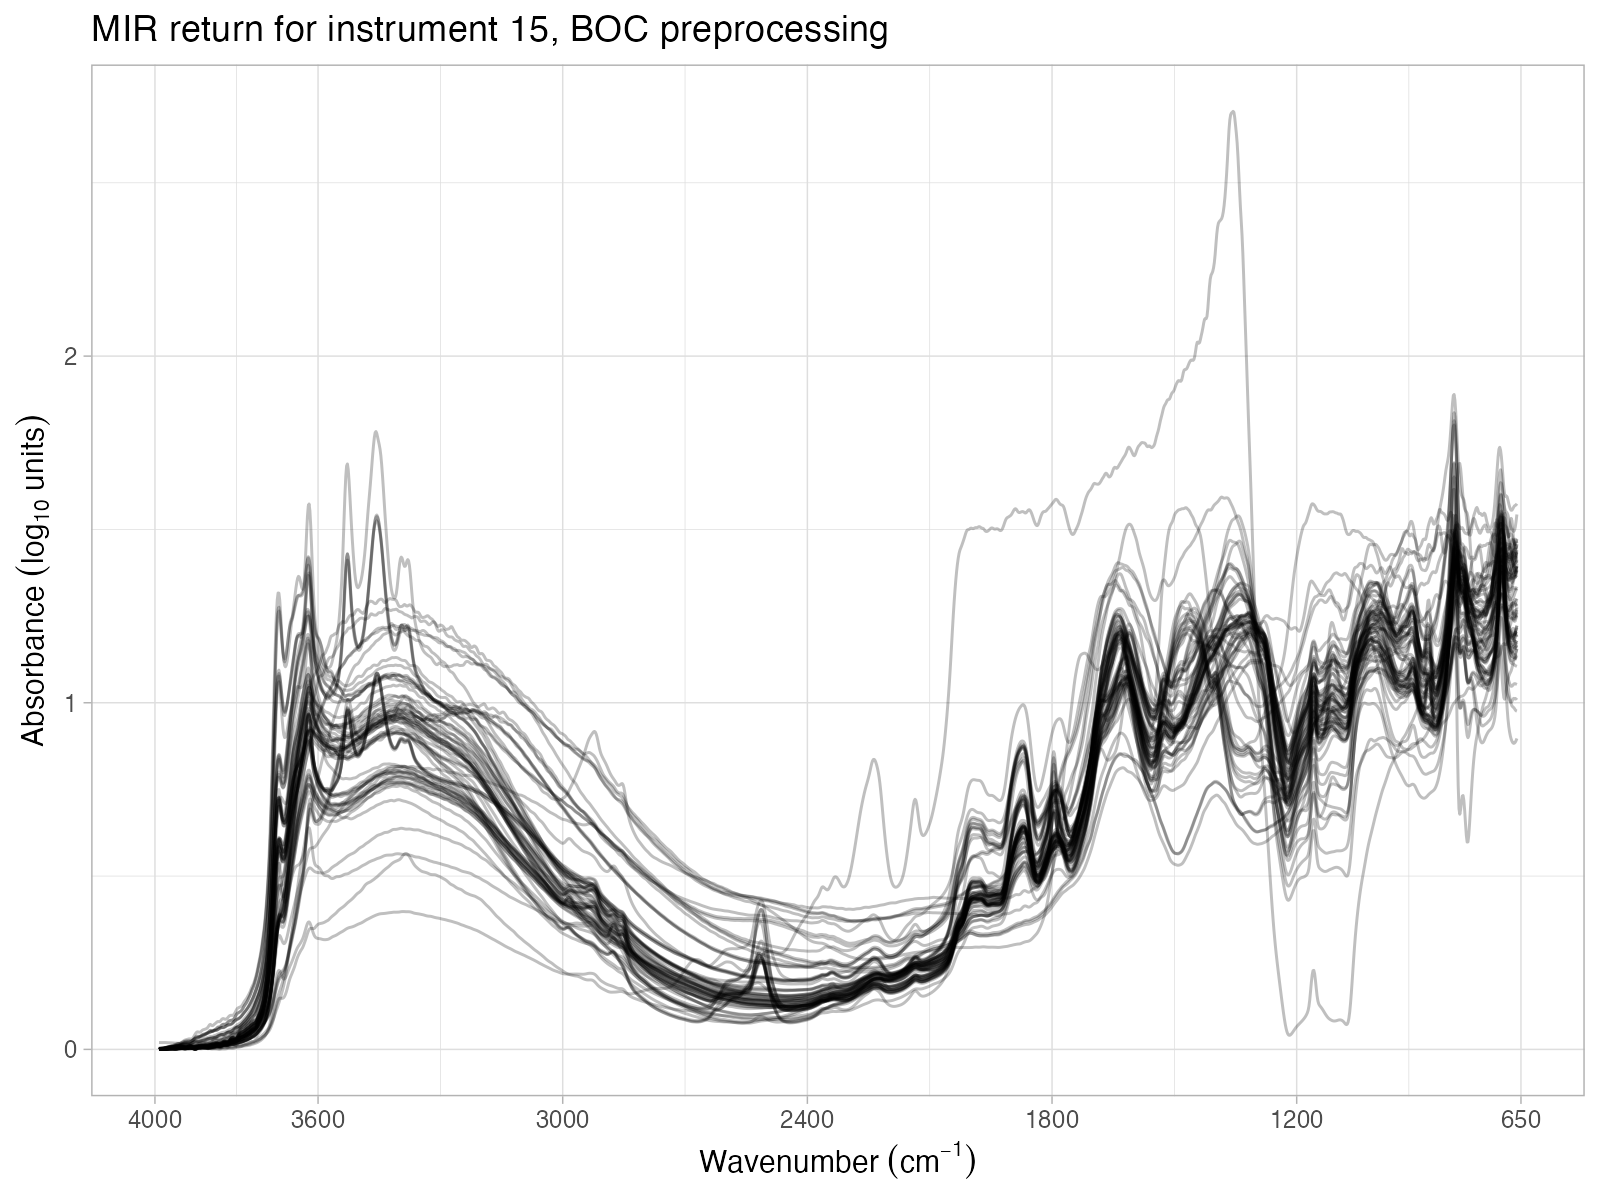 MIR return for instrument 15, BOC preprocessing
Absorbance (log₁₀ units)
2
1
0
4000 3600 3000 2400 1800 1200 650
Wavenumber (cm⁻¹)